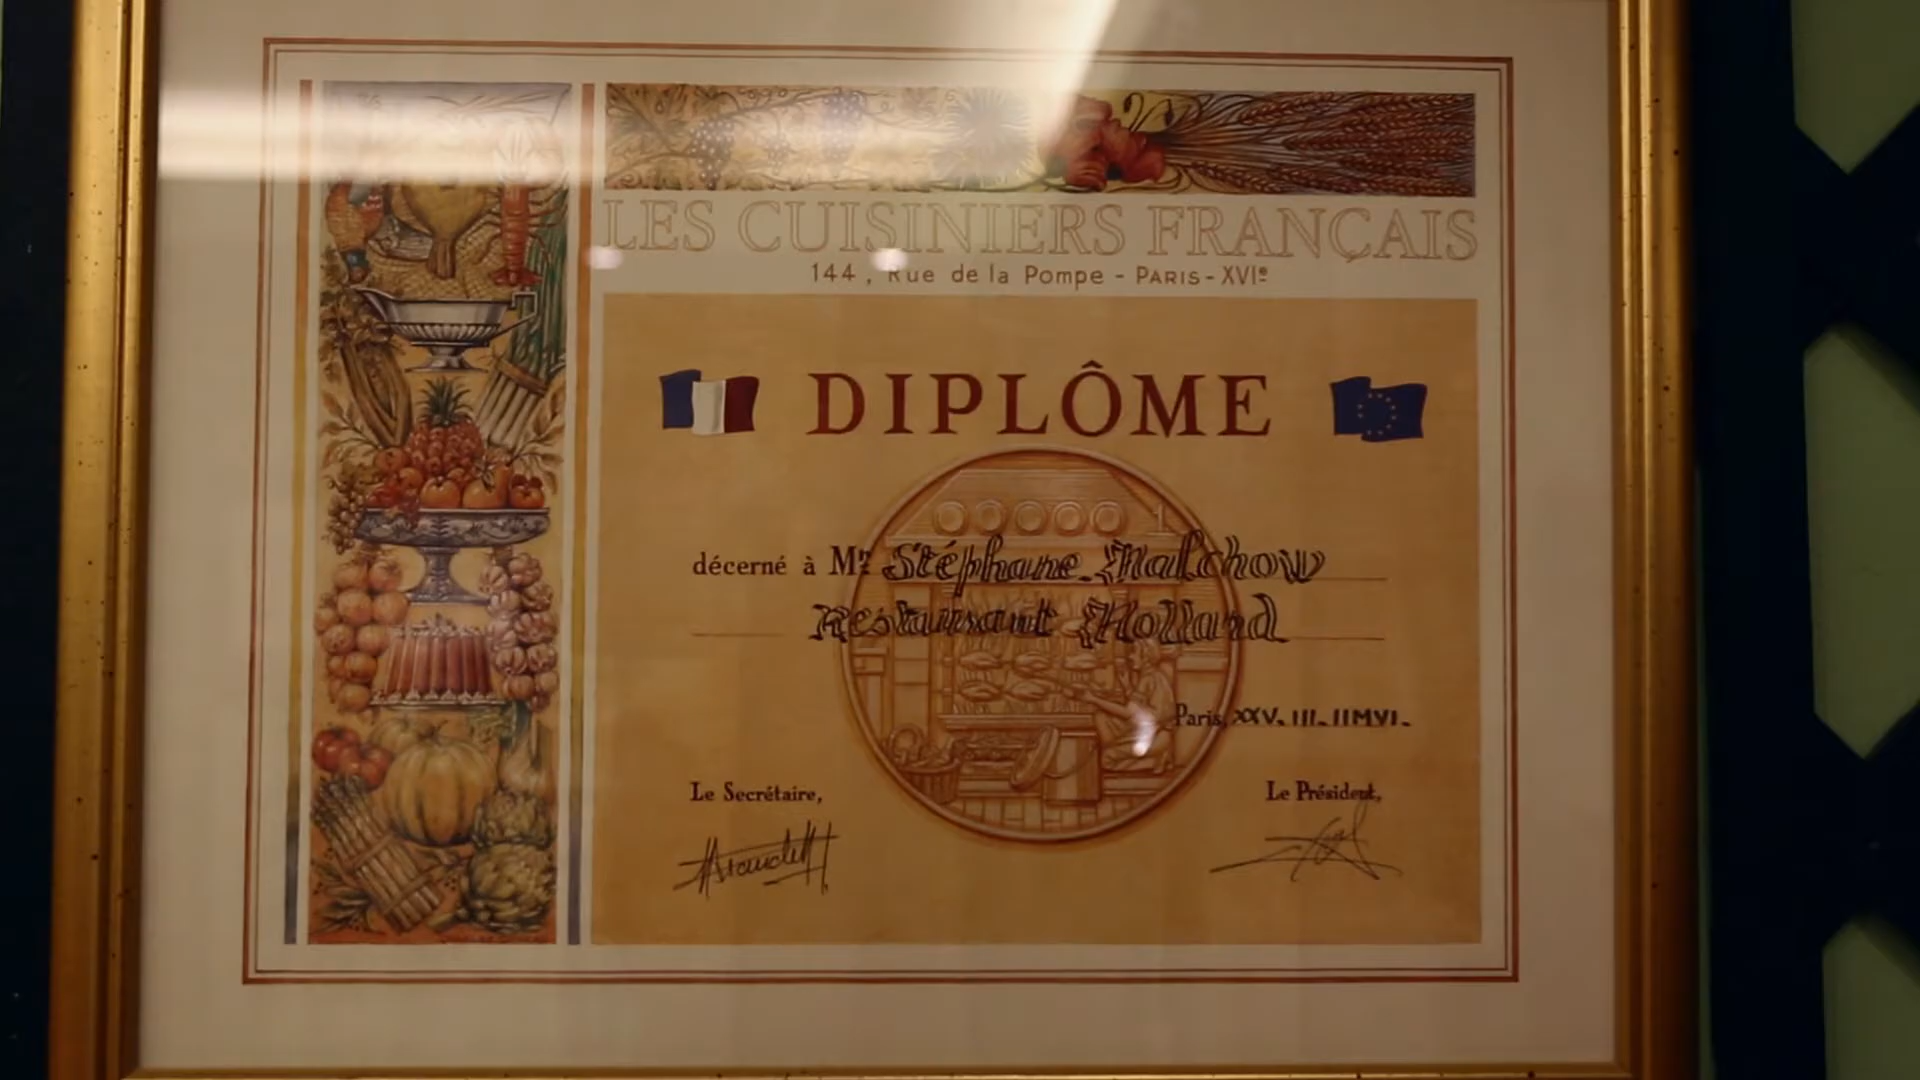 LES CUISINIERS FRANÇAIS
144, Rue de la Pompe - PARIS - XVIe
DIPLÔME
décerné à Mr Stéphane Malchow
Restaurant Holland
Paris, XXV. III. IIMVI.
Le Secrétaire,
Le Président,